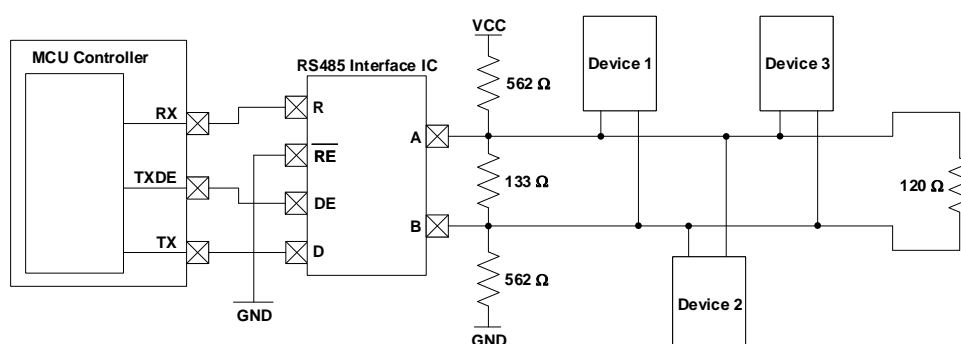 MCU Controller
RX
TXDE
TX
RS485 Interface IC
R
RE
DE
D
A
B
GND
VCC
562 Ω
133 Ω
562 Ω
GND
Device 1
Device 2
Device 3
120 Ω